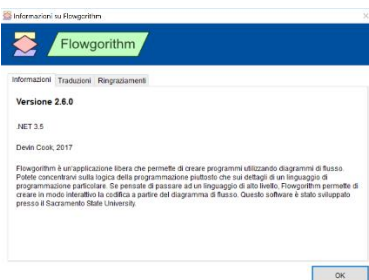 Informazioni su Flowgorithm
Flowgorithm
Informazioni Traduzioni Ringraziamenti
Versione 2.6.0
.NET 3.5
Devin Cook, 2017
Flowgorithm è un'applicazione libera che permette di creare programmi utilizzando diagrammi di flusso.
Potete concentrarvi sulla logica della programmazione piuttosto che sui dettagli di un linguaggio di
programmazione particolare. Se pensate di passare ad un linguaggio di alto livello, Flowgorithm permette di
creare in modo interattivo la codifica a partire del diagramma di flusso. Questo software è stato sviluppato
presso il Sacramento State University.
OK